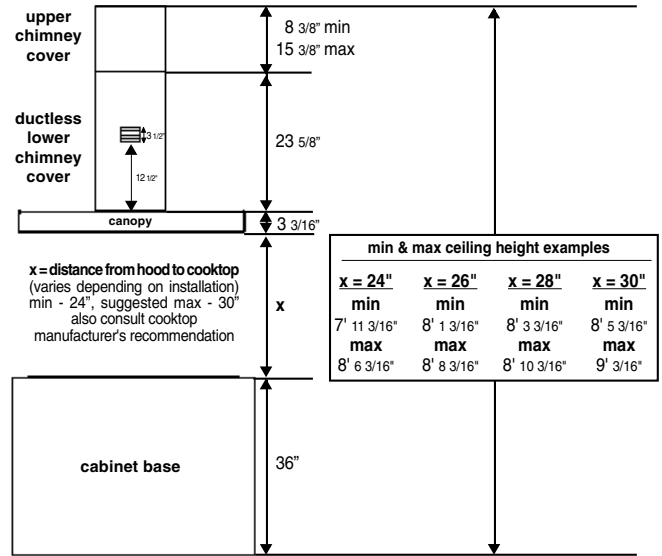 upper
chimney
cover
8 3/8” min
15 3/8” max
ductless
lower
chimney
cover
3 1/2"
12 1/2"
23 5/8”
canopy
3 3/16”
x = distance from hood to cooktop
(varies depending on installation)
min - 24”, suggested max - 30”
also consult cooktop
manufacturer's recommendation
x
min & max ceiling height examples
x = 24" x = 26" x = 28" x = 30"
min min min min
7' 11 3/16" 8' 1 3/16" 8' 3 3/16" 8' 5 3/16"
max max max max
8' 6 3/16" 8' 8 3/16" 8' 10 3/16" 9' 3/16"
cabinet base
36”